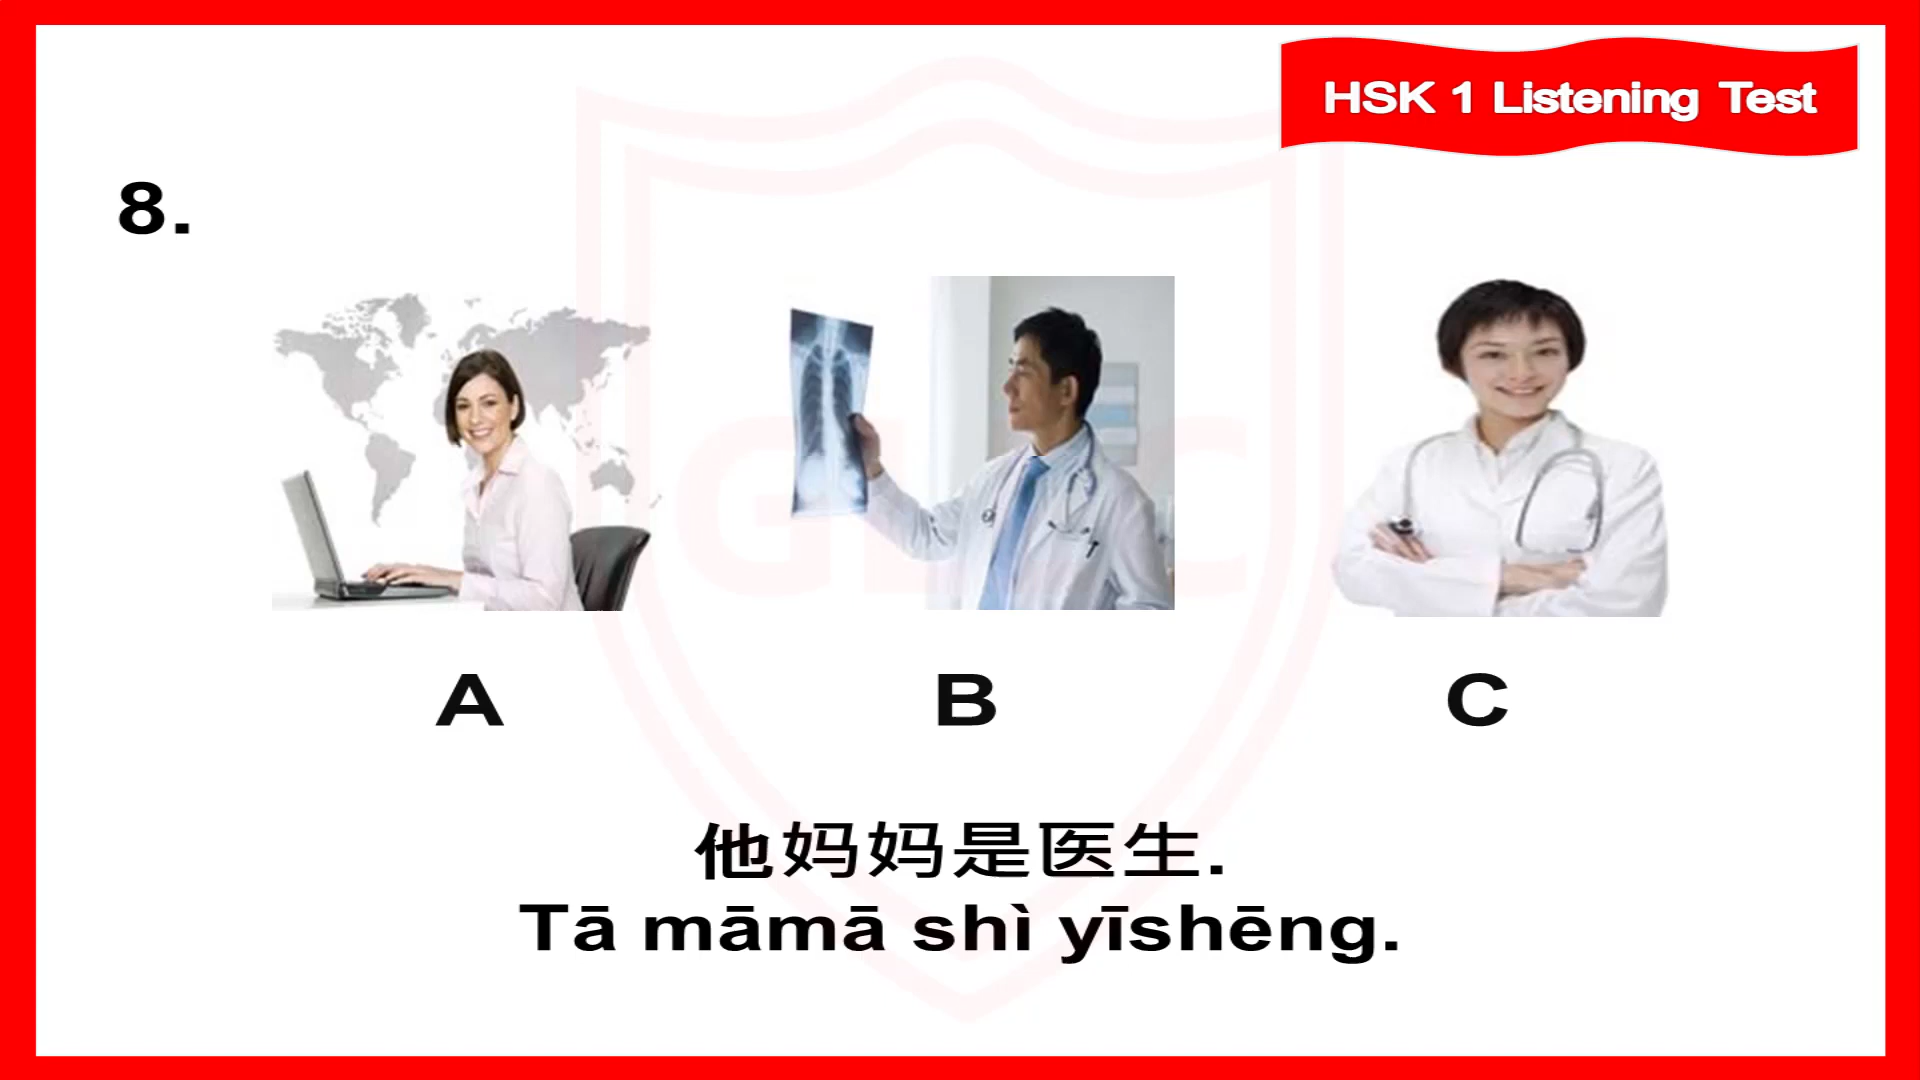 HSK 1 Listening Test
8.
A
B
C
他妈妈是医生.
Tā māmā shì yīshēng.